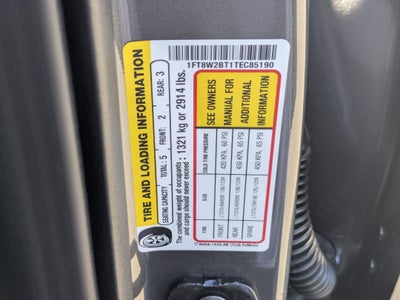 1FT8W2BT1TEC85190
TIRE AND LOADING INFORMATION
SEATING CAPACITY TOTAL : 5 FRONT: 2 REAR: 3
The combined weight of occupants
and cargo should never exceed : 1321 kg or 2914 lbs.
TIRE SIZE COLD TIRE PRESSURE
FRONT 420 KPA, 60 PSI
REAR 450 KPA, 65 PSI
SPARE 450 KPA, 65 PSI
SEE OWNERS
MANUAL FOR
ADDITIONAL
INFORMATION